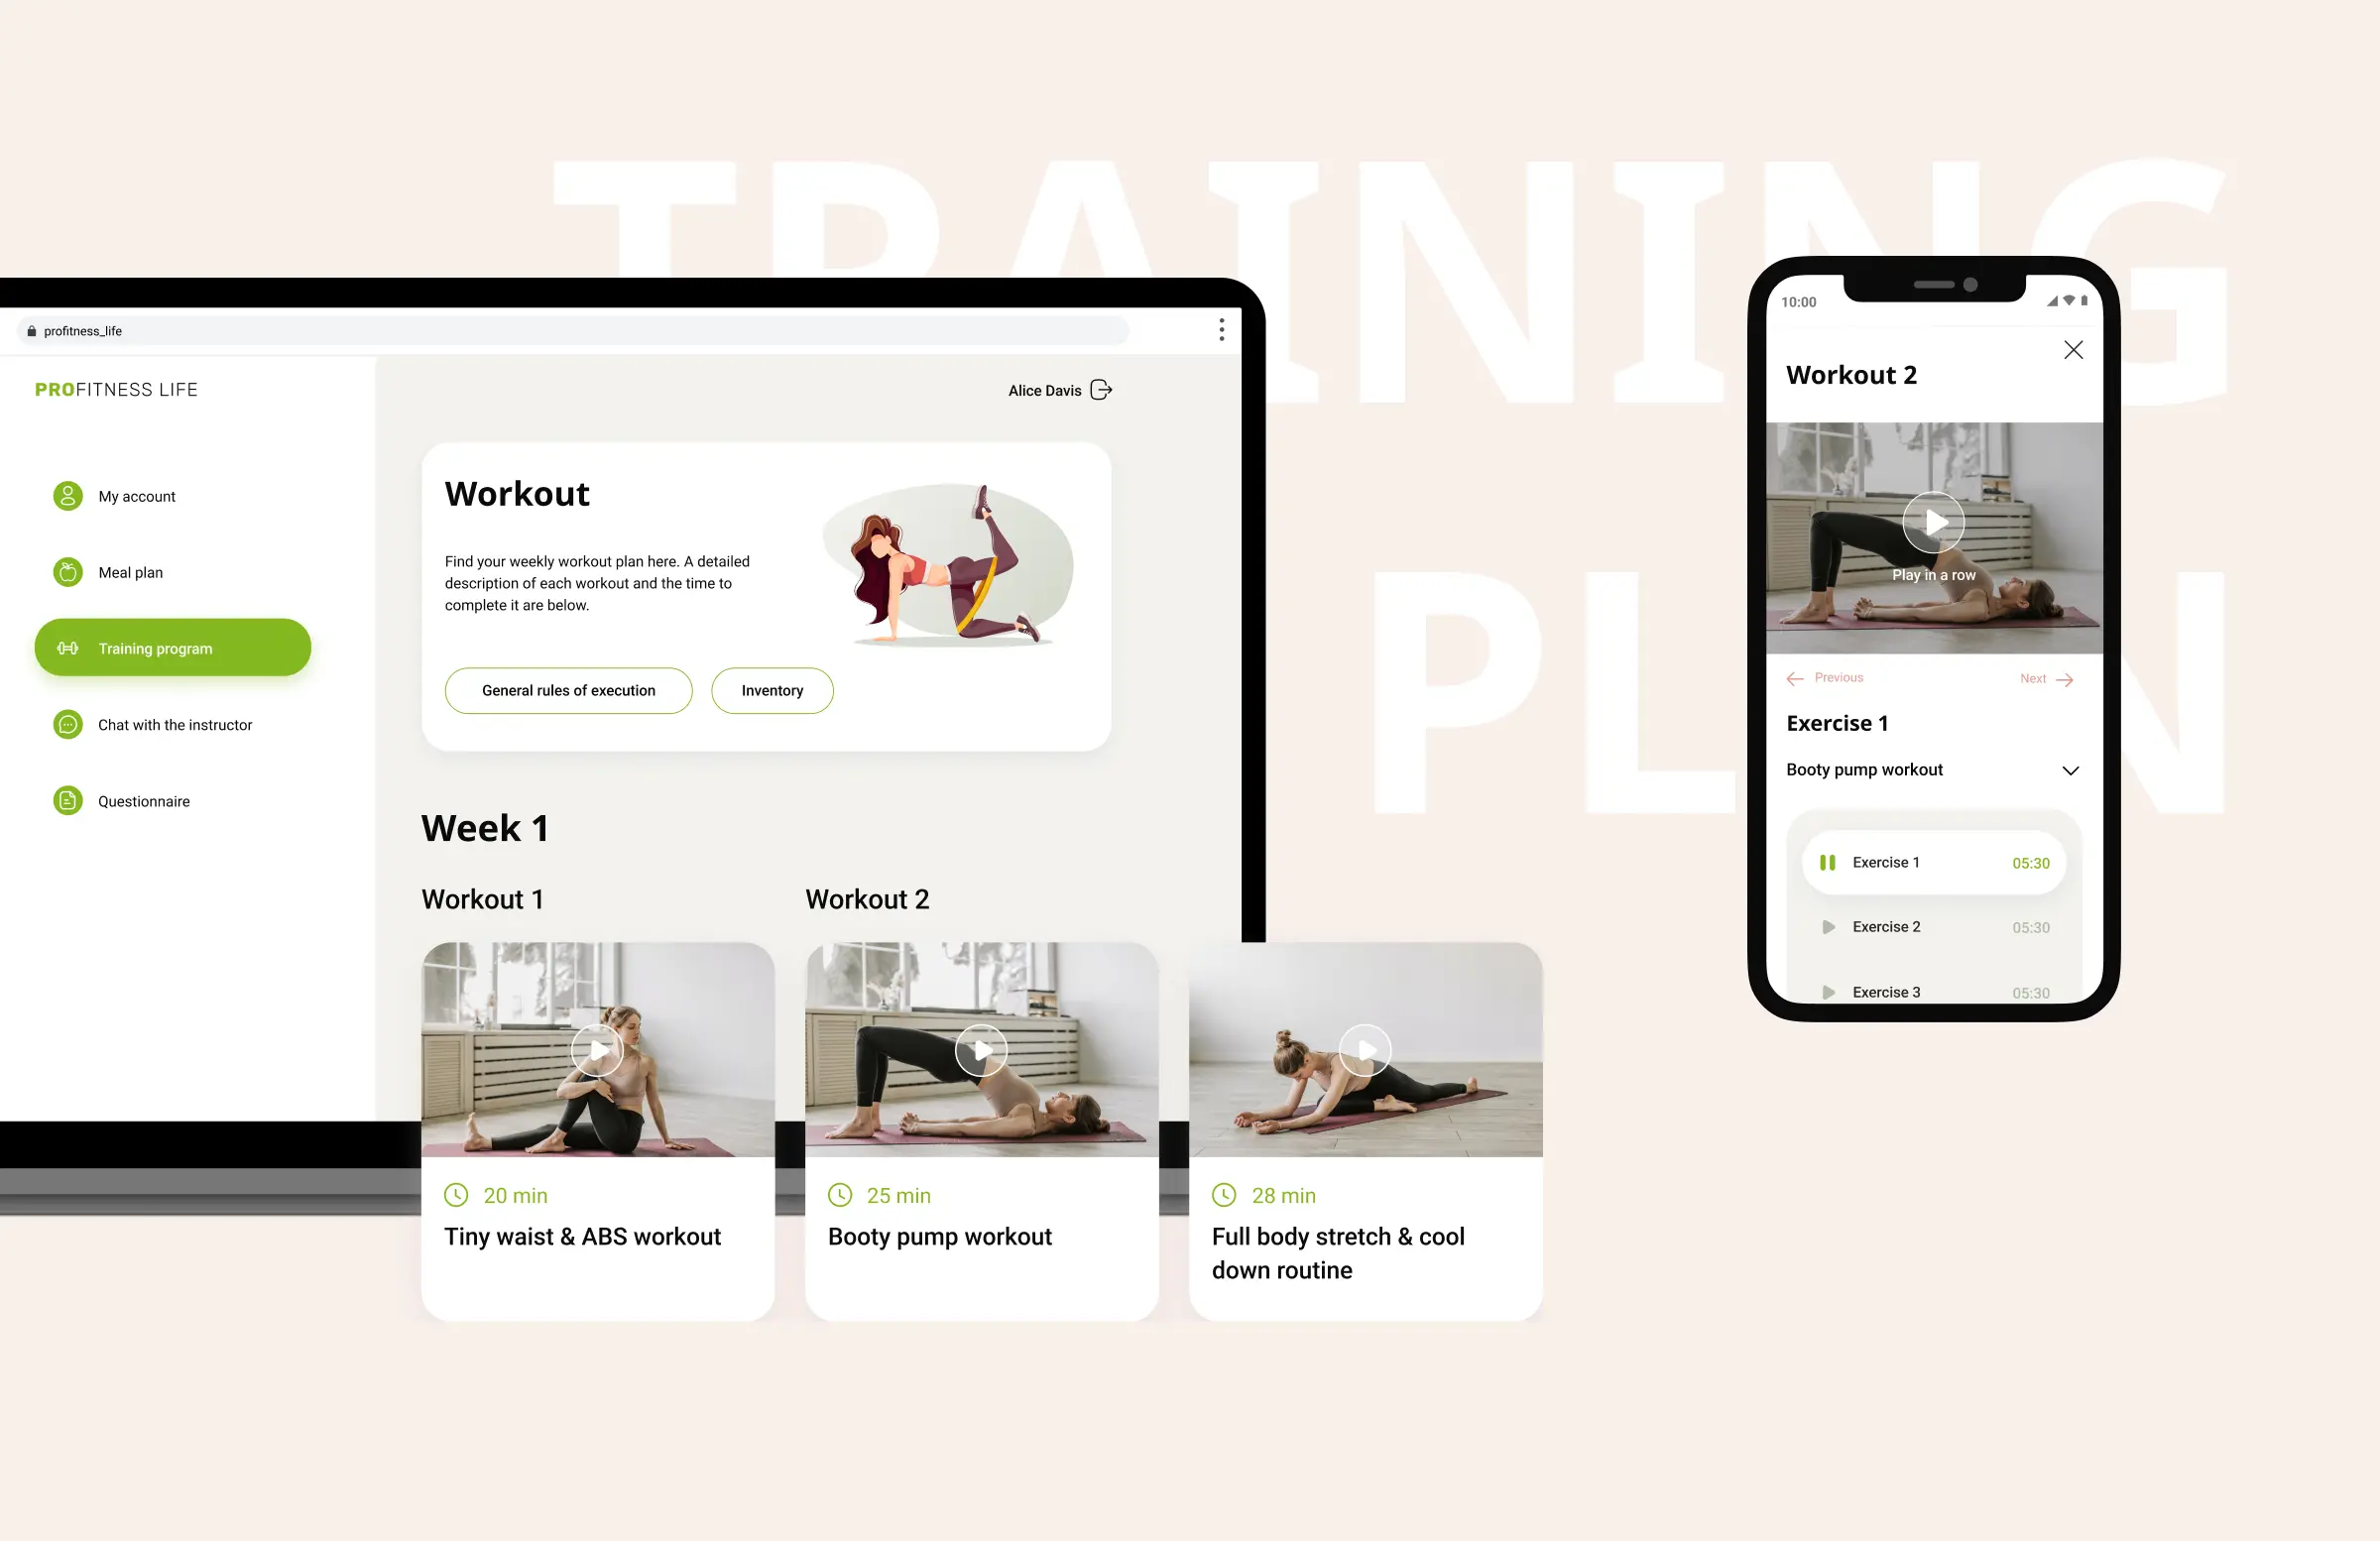 TRAINING
PLAN
profitness_life
PROFITNESS LIFE
Alice Davis
My account
Meal plan
Training program
Chat with the instructor
Questionnaire
Workout
Find your weekly workout plan here. A detailed
description of each workout and the time to
complete it are below.
General rules of execution
Inventory
Week 1
Workout 1
Workout 2
20 min
Tiny waist & ABS workout
25 min
Booty pump workout
28 min
Full body stretch & cool
down routine
10:00
Workout 2
Play in a row
Previous
Next
Exercise 1
Booty pump workout
Exercise 1 05:30
Exercise 2 05:30
Exercise 3 05:30